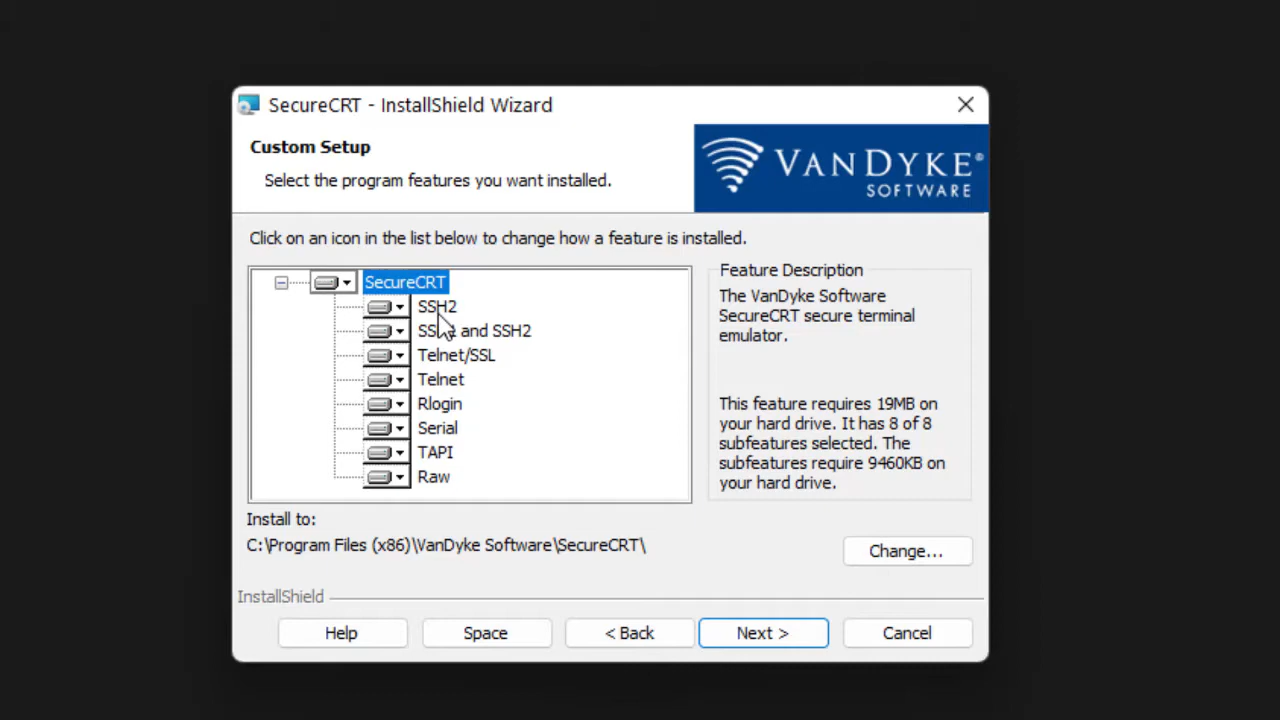 SecureCRT - InstallShield Wizard
Custom Setup
Select the program features you want installed.
VANDYKE®
SOFTWARE
Click on an icon in the list below to change how a feature is installed.
SecureCRT
SSH2
and SSH2
Telnet/SSL
Telnet
Rlogin
Serial
TAPI
Raw
Feature Description
The VanDyke Software
SecureCRT secure terminal
emulator.
This feature requires 19MB on
your hard drive. It has 8 of 8
subfeatures selected. The
subfeatures require 9460KB on
your hard drive.
Install to:
C:\Program Files (x86)\VanDyke Software\SecureCRT\
Change...
InstallShield
Help
Space
< Back
Next >
Cancel